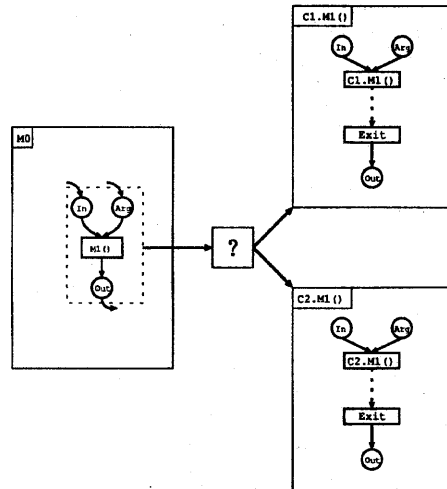 M0
In Arg
M1()
Out
?
C1.M1()
In Arg
C1.M1()
Exit
Out
C2.M1()
In Arg
C2.M1()
Exit
Out